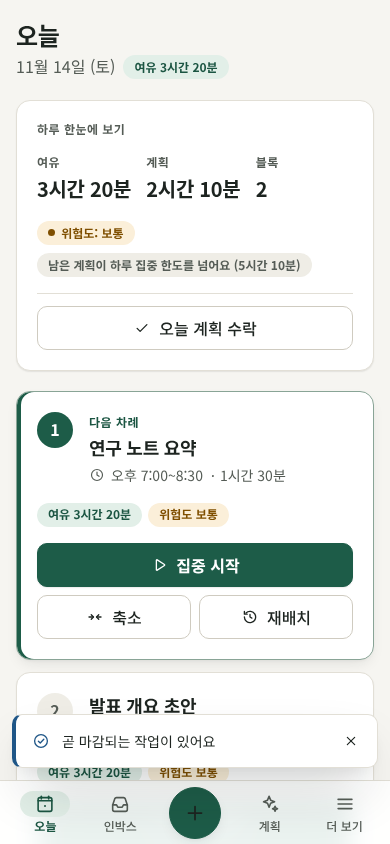 오늘
11월 14일 (토) 여유 3시간 20분
하루 한눈에 보기
여유 계획 블록
3시간 20분 2시간 10분 2
위험도: 보통
남은 계획이 하루 집중 한도를 넘어요 (5시간 10분)
오늘 계획 수락
1 다음 차례
연구 노트 요약
오후 7:00~8:30 · 1시간 30분
여유 3시간 20분 위험도 보통
집중 시작
축소 재배치
2 발표 개요 초안
곧 마감되는 작업이 있어요
여유 3시간 20분 위험도 보통
오늘 인박스 계획 더 보기